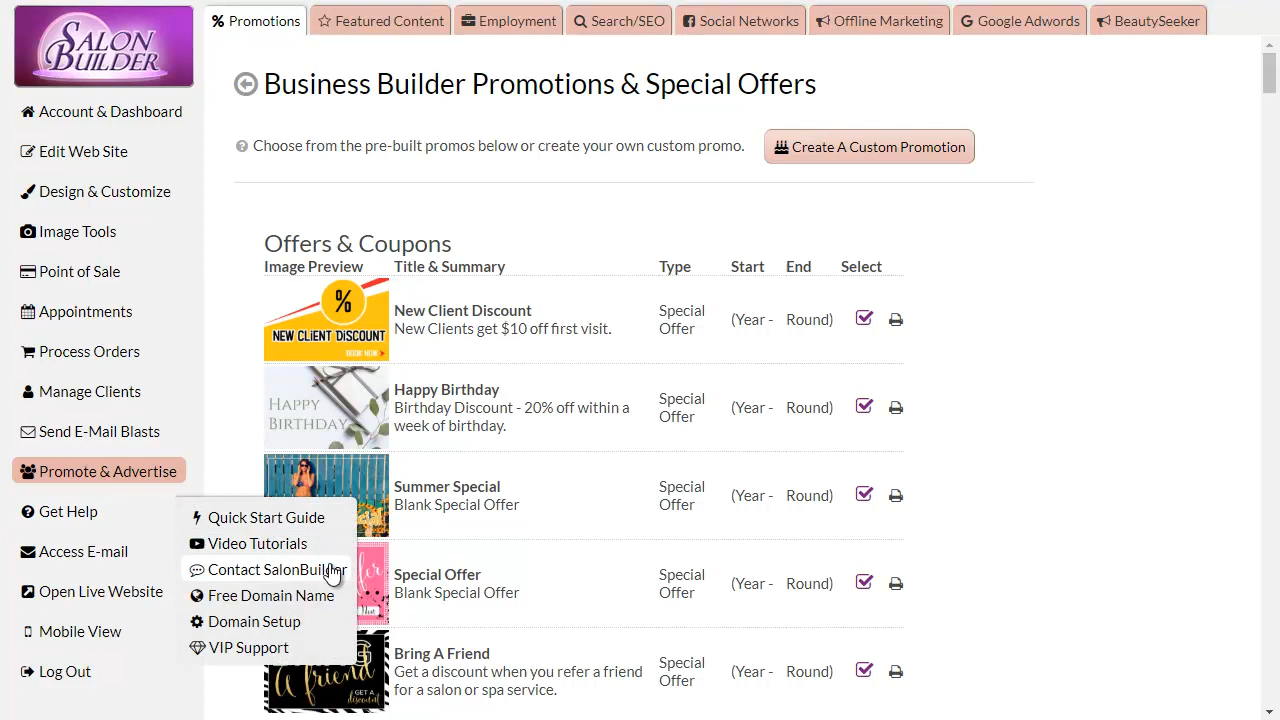 SALON
BUILDER
Promotions
Featured Content
Employment
Search/SEO
Social Networks
Offline Marketing
Google Adwords
BeautySeeker
Account & Dashboard
Edit Web Site
Design & Customize
Image Tools
Point of Sale
Appointments
Process Orders
Manage Clients
Send E-Mail Blasts
Promote & Advertise
Get Help
Access E-mail
Open Live Website
Mobile View
Log Out
Quick Start Guide
Video Tutorials
Contact SalonBuilder
Free Domain Name
Domain Setup
VIP Support
Business Builder Promotions & Special Offers
Choose from the pre-built promos below or create your own custom promo.
Create A Custom Promotion
Offers & Coupons
Image Preview Title & Summary Type Start End Select
%
NEW CLIENT DISCOUNT
BOOK NOW
New Client Discount
New Clients get $10 off first visit.
Special
Offer
(Year - Round)
HAPPY
BIRTHDAY
Happy Birthday
Birthday Discount - 20% off within a
week of birthday.
Special
Offer
(Year - Round)
Summer Special
Blank Special Offer
Special
Offer
(Year - Round)
Special Offer
Blank Special Offer
Special
Offer
(Year - Round)
A friend
GET A
discount
Bring A Friend
Get a discount when you refer a friend
for a salon or spa service.
Special
Offer
(Year - Round)